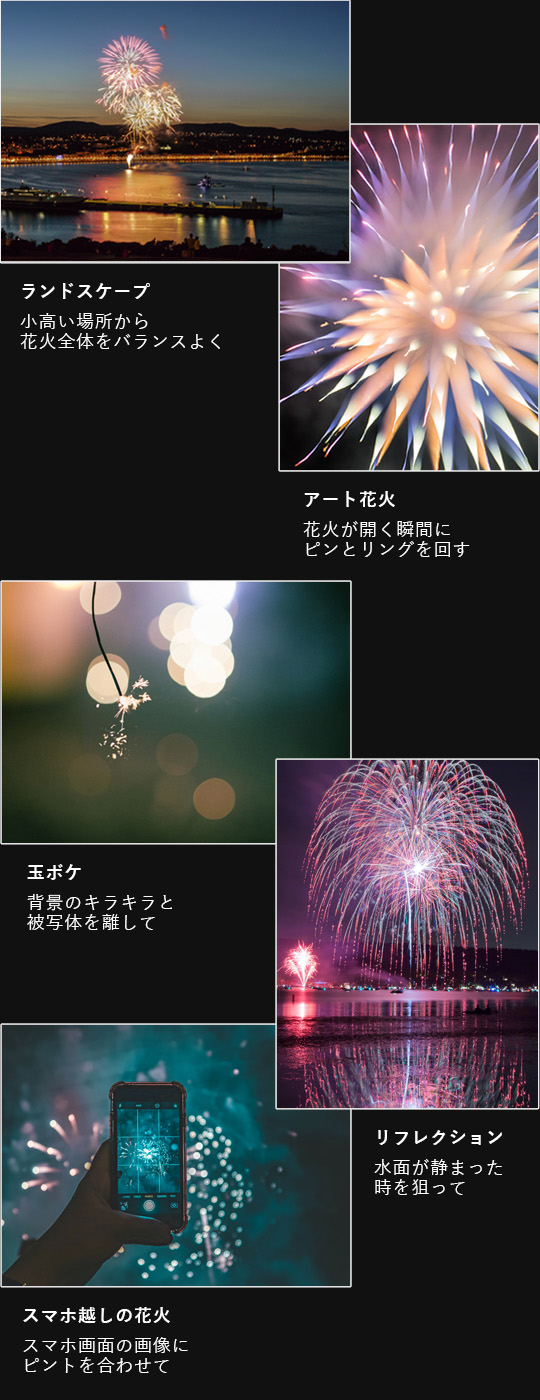 ランドスケープ
小高い場所から
花火全体をバランスよく
アート花火
花火が開く瞬間に
ピンとリングを回す
玉ボケ
背景のキラキラと
被写体を離して
リフレクション
水面が静まった
時を狙って
スマホ越しの花火
スマホ画面の画像に
ピントを合わせて